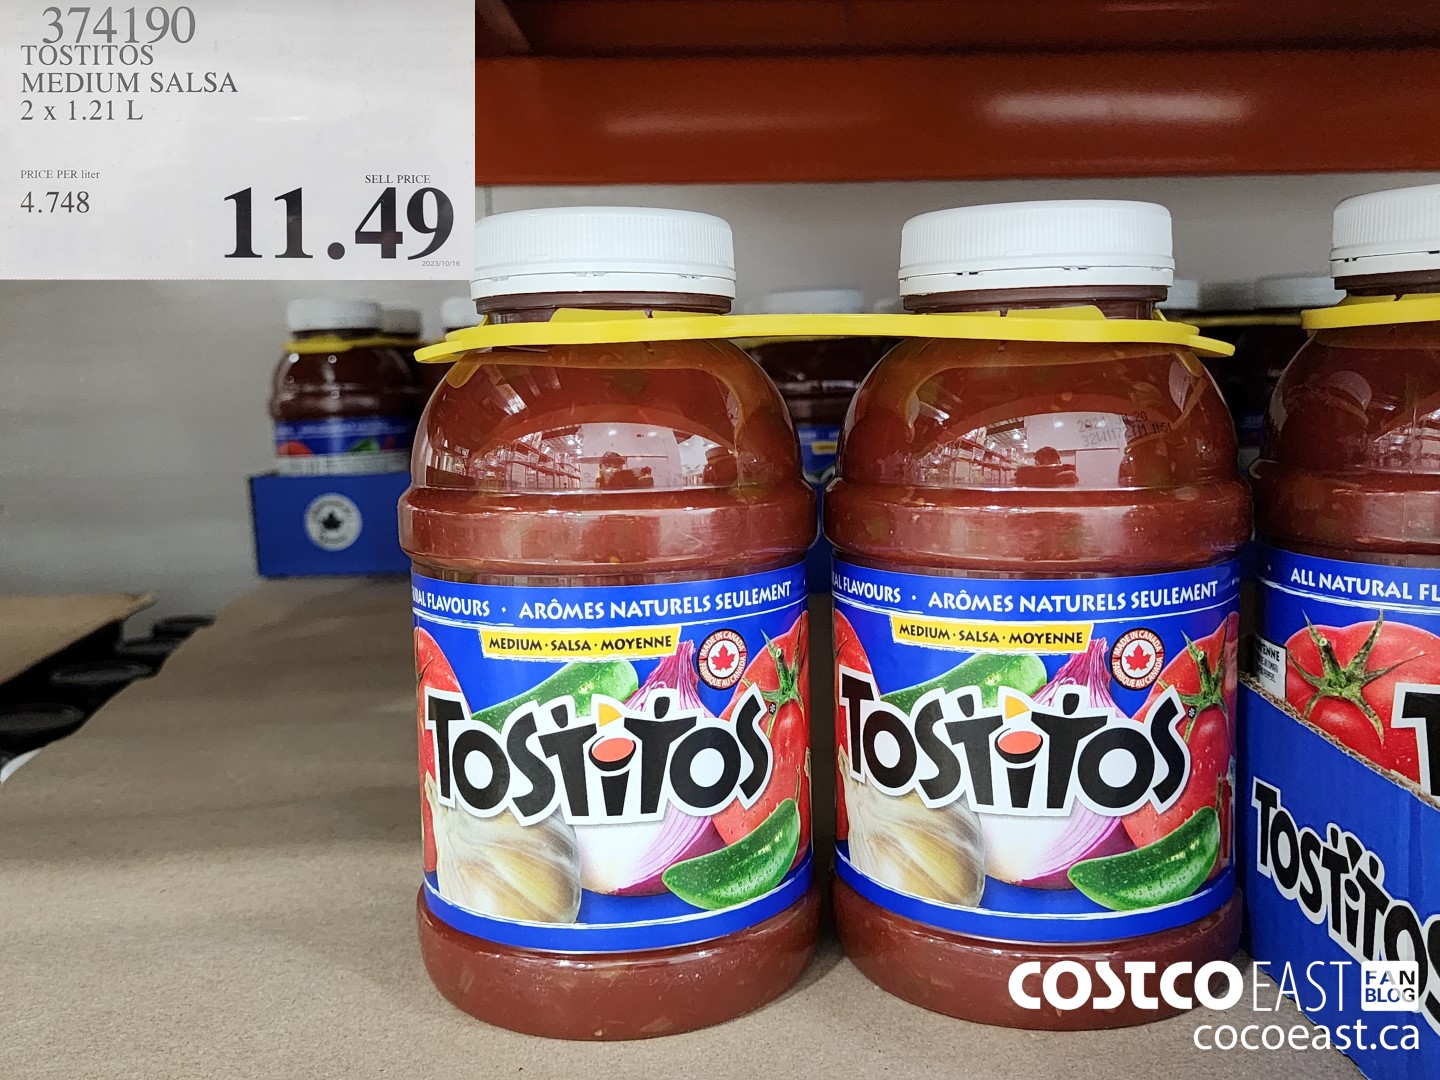 374190
TOSTITOS
MEDIUM SALSA
2 x 1.21 L
PRICE PER liter
4.748
SELL PRICE
11.49
2023/10/16
FLAVOURS · ARÔMES NATURELS SEULEMENT
MEDIUM · SALSA · MOYENNE
MADE IN CANADA
FABRIQUÉ AU CANADA
TOSTITOS
FLAVOURS · ARÔMES NATURELS SEULEMENT
MEDIUM · SALSA · MOYENNE
MADE IN CANADA
FABRIQUÉ AU CANADA
TOSTITOS
ALL NATURAL FL
TOSTITOS
COSTCO EAST FAN BLOG
cocoeast.ca